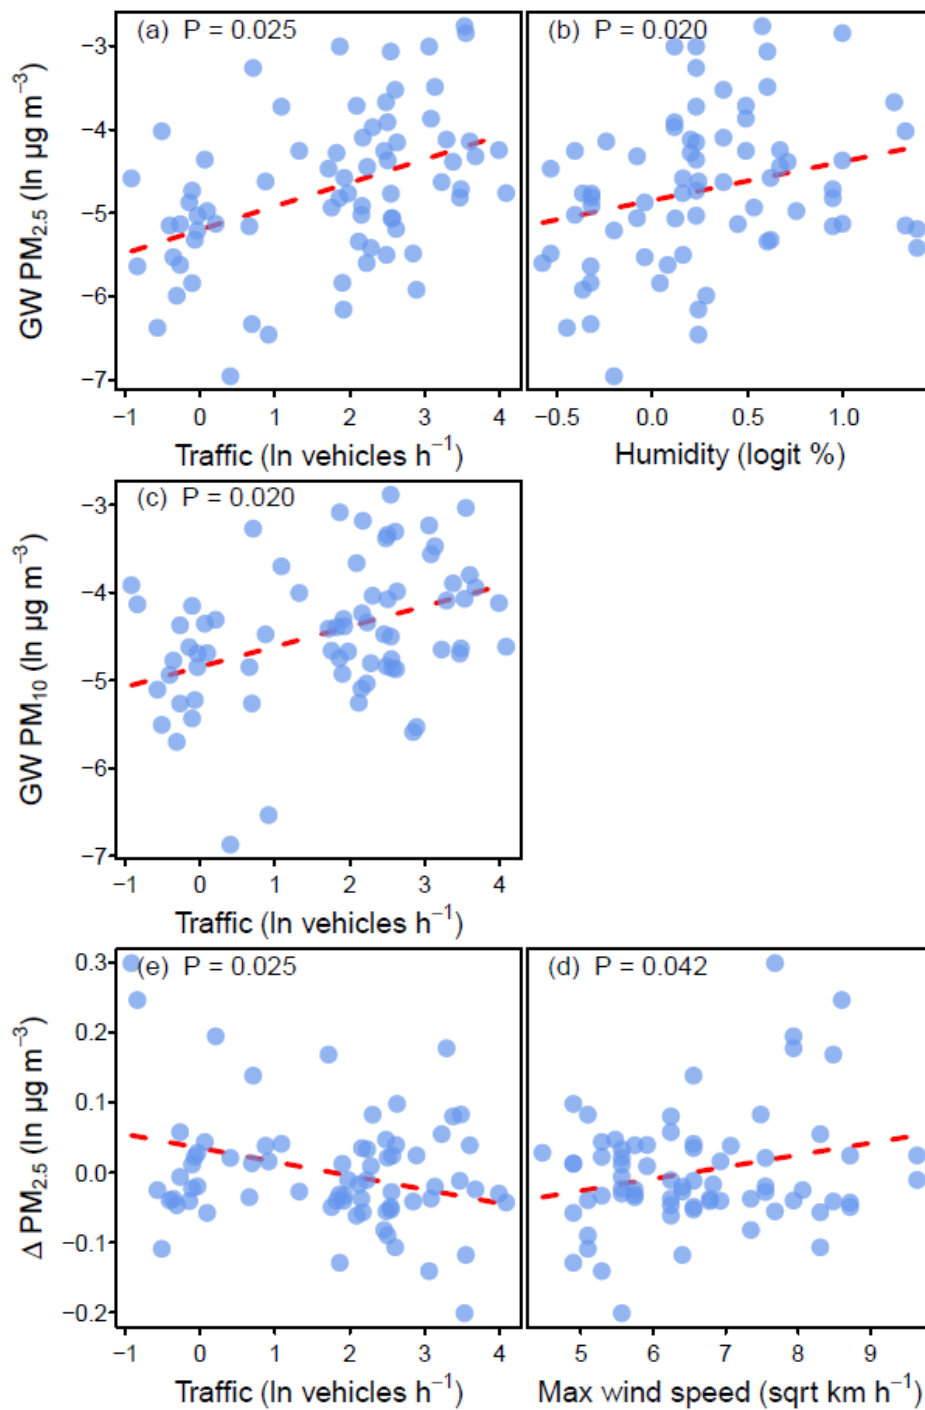 (a) P = 0.025
(b) P = 0.020
GW PM2.5 (ln µg m−3)
−3
−4
−5
−6
−7
−1 0 1 2 3 4
−0.5 0.0 0.5 1.0
Traffic (ln vehicles h−1)
Humidity (logit %)
(c) P = 0.020
GW PM10 (ln µg m−3)
−3
−4
−5
−6
−7
−1 0 1 2 3 4
Traffic (ln vehicles h−1)
(e) P = 0.025
(d) P = 0.042
Δ PM2.5 (ln µg m−3)
0.3
0.2
0.1
0.0
−0.1
−0.2
−1 0 1 2 3 4
5 6 7 8 9
Traffic (ln vehicles h−1)
Max wind speed (sqrt km h−1)